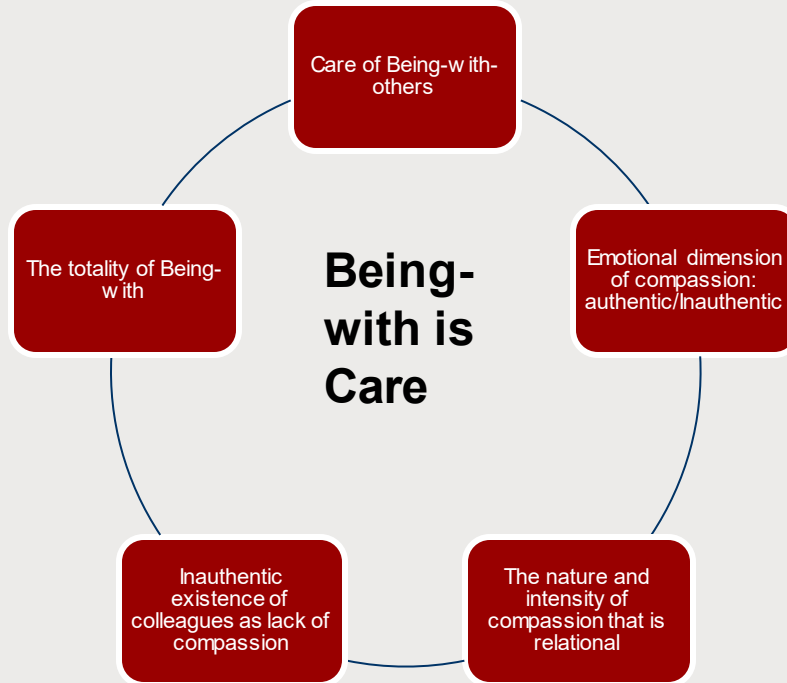 Care of Being-with-
others
Emotional dimension
of compassion:
authentic/Inauthentic
The nature and
intensity of
compassion that is
relational
Inauthentic
existence of
colleagues as lack of
compassion
The totality of Being-
with
Being-
with is
Care